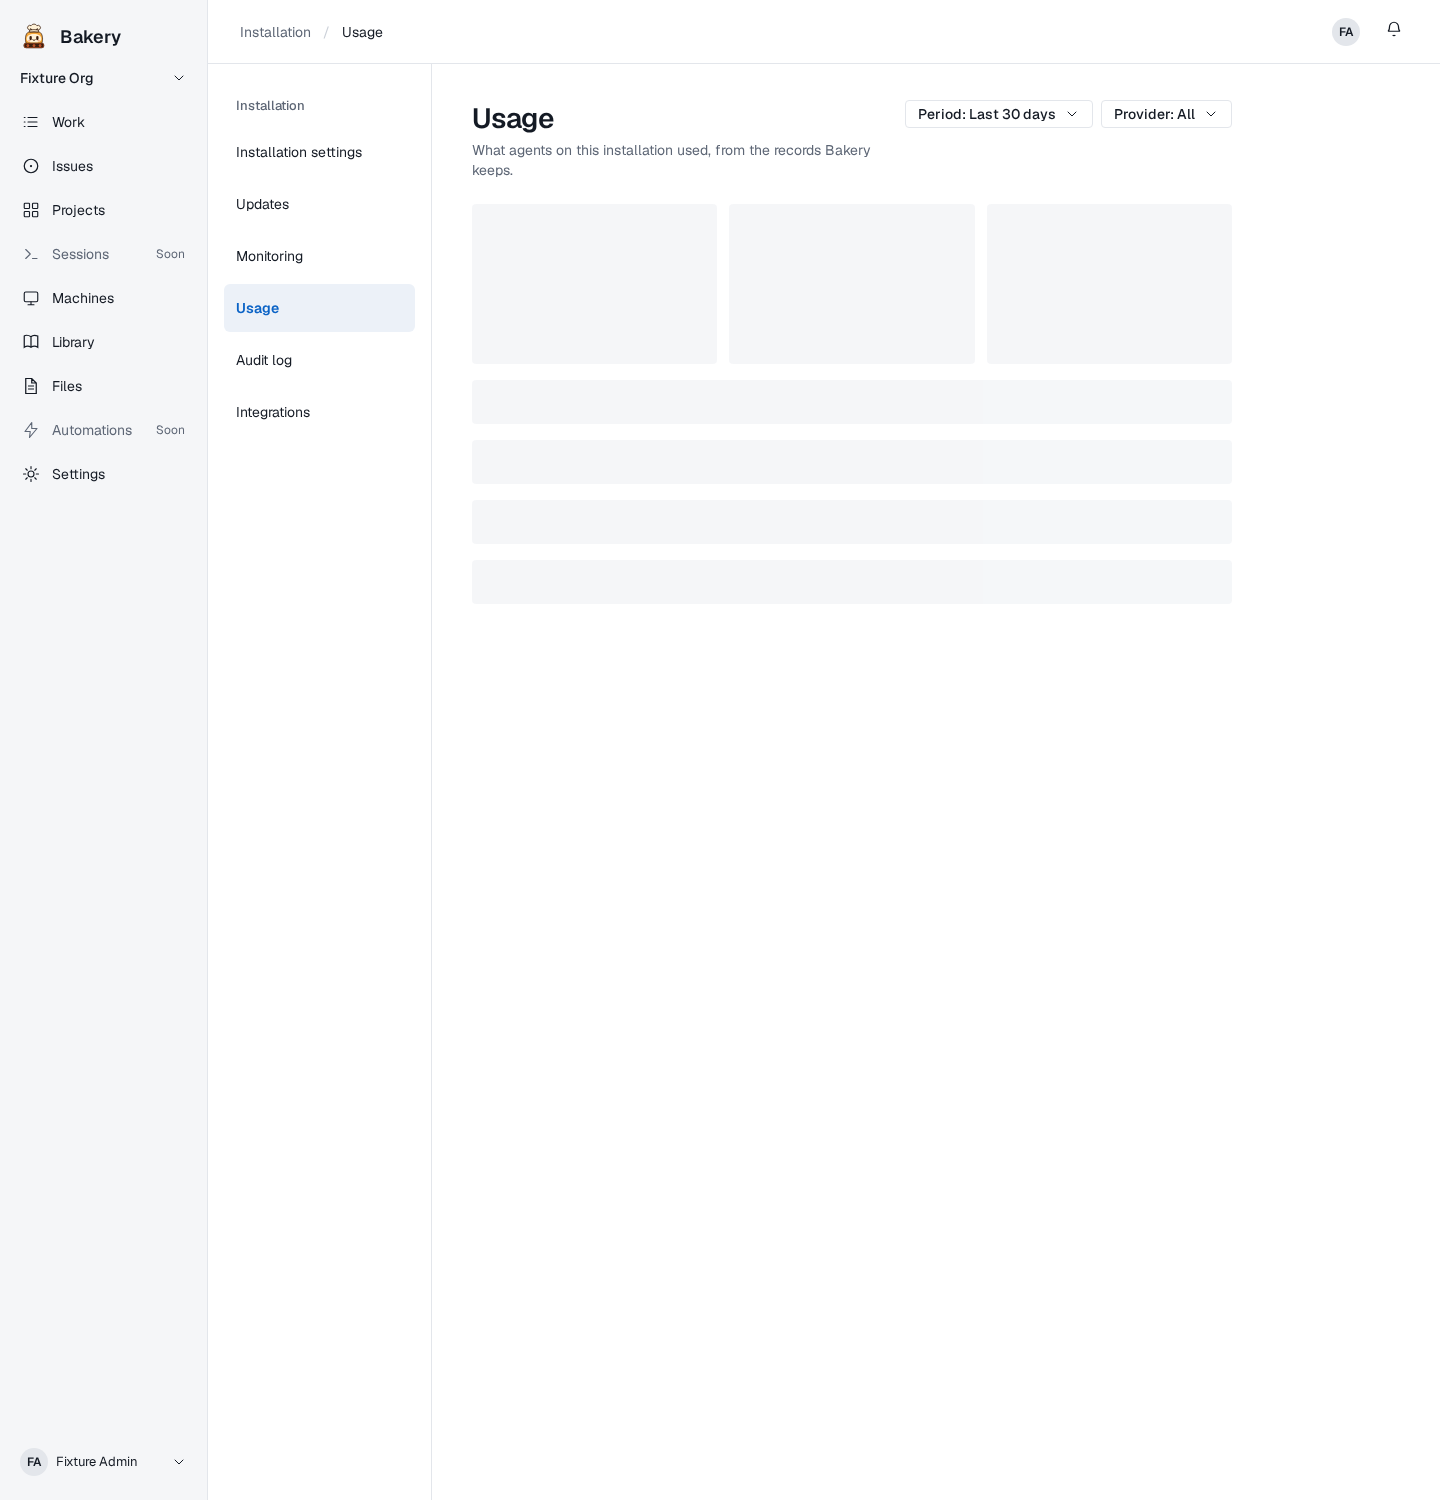 Bakery
Fixture Org
Work
Issues
Projects
Sessions Soon
Machines
Library
Files
Automations Soon
Settings
FA Fixture Admin
Installation / Usage
FA
Installation
Installation settings
Updates
Monitoring
Usage
Audit log
Integrations
Usage
What agents on this installation used, from the records Bakery
keeps.
Period: Last 30 days
Provider: All